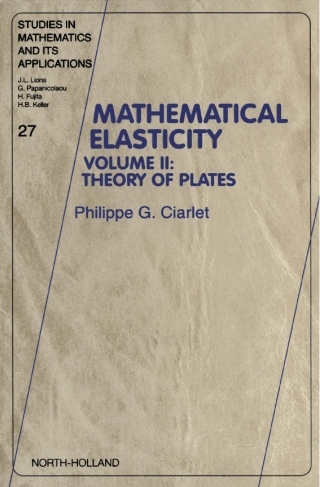 STUDIES IN
MATHEMATICS
AND ITS
APPLICATIONS
J.L. Lions
G. Papanicolaou
H. Fujita
H.B. Keller
27
MATHEMATICAL
ELASTICITY
VOLUME II:
THEORY OF PLATES
Philippe G. Ciarlet
NORTH-HOLLAND